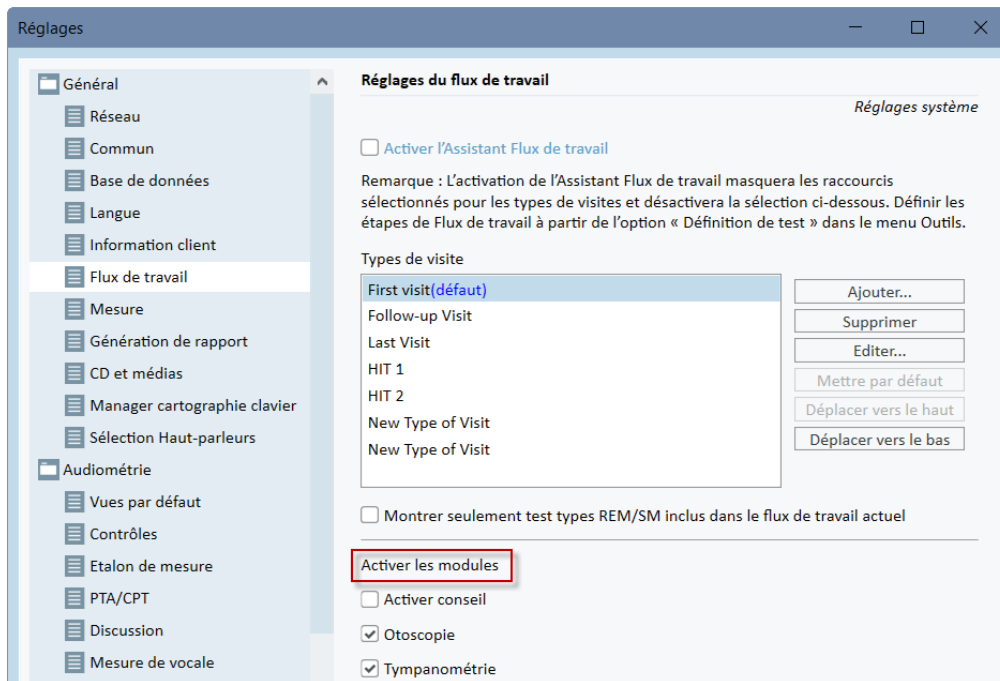 Réglages
Général
Réseau
Commun
Base de données
Langue
Information client
Flux de travail
Mesure
Génération de rapport
CD et médias
Manager cartographie clavier
Sélection Haut-parleurs
Audiométrie
Vues par défaut
Contrôles
Etalon de mesure
PTA/CPT
Discussion
Mesure de vocale
Réglages du flux de travail
Réglages système
Activer l'Assistant Flux de travail
Remarque : L'activation de l'Assistant Flux de travail masquera les raccourcis
sélectionnés pour les types de visites et désactivera la sélection ci-dessous. Définir les
étapes de Flux de travail à partir de l'option « Définition de test » dans le menu Outils.
Types de visite
First visit(défaut)
Follow-up Visit
Last Visit
HIT 1
HIT 2
New Type of Visit
New Type of Visit
Ajouter...
Supprimer
Editer...
Mettre par défaut
Déplacer vers le haut
Déplacer vers le bas
Montrer seulement test types REM/SM inclus dans le flux de travail actuel
Activer les modules
Activer conseil
Otoscopie
Tympanométrie